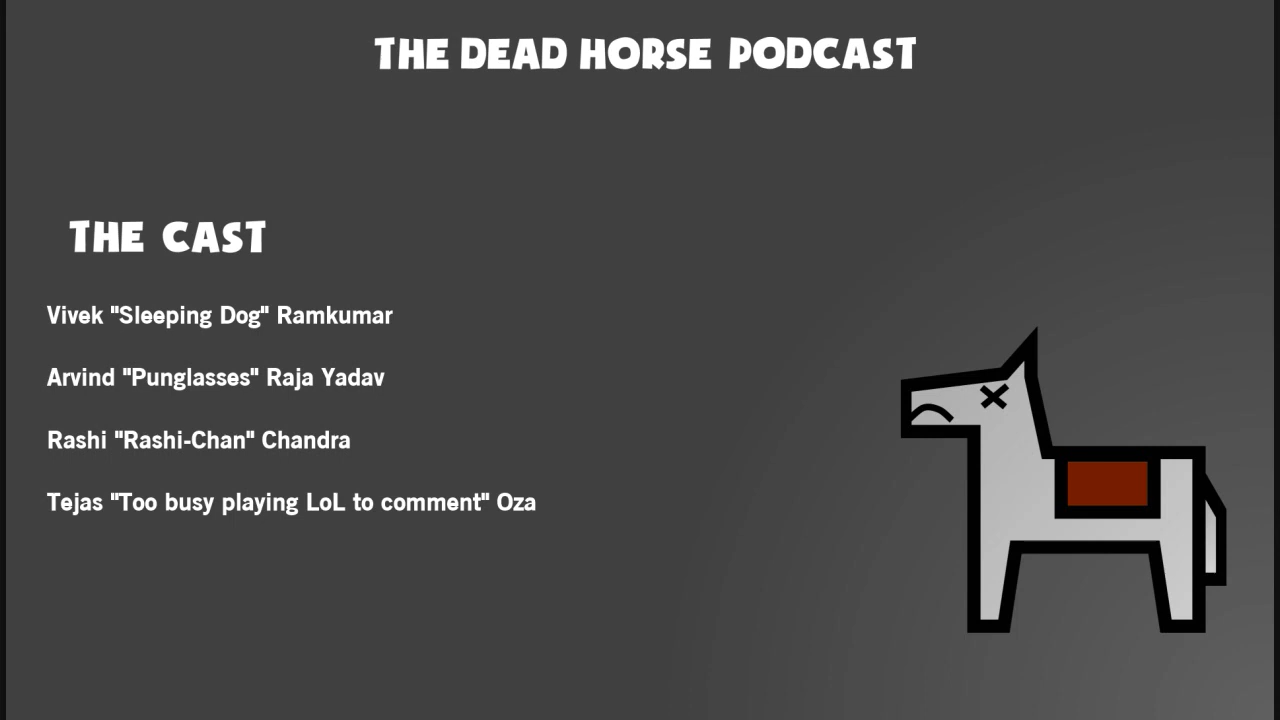 THE DEAD HORSE PODCAST
THE CAST
Vivek "Sleeping Dog" Ramkumar
Arvind "Punglasses" Raja Yadav
Rashi "Rashi-Chan" Chandra
Tejas "Too busy playing LoL to comment" Oza